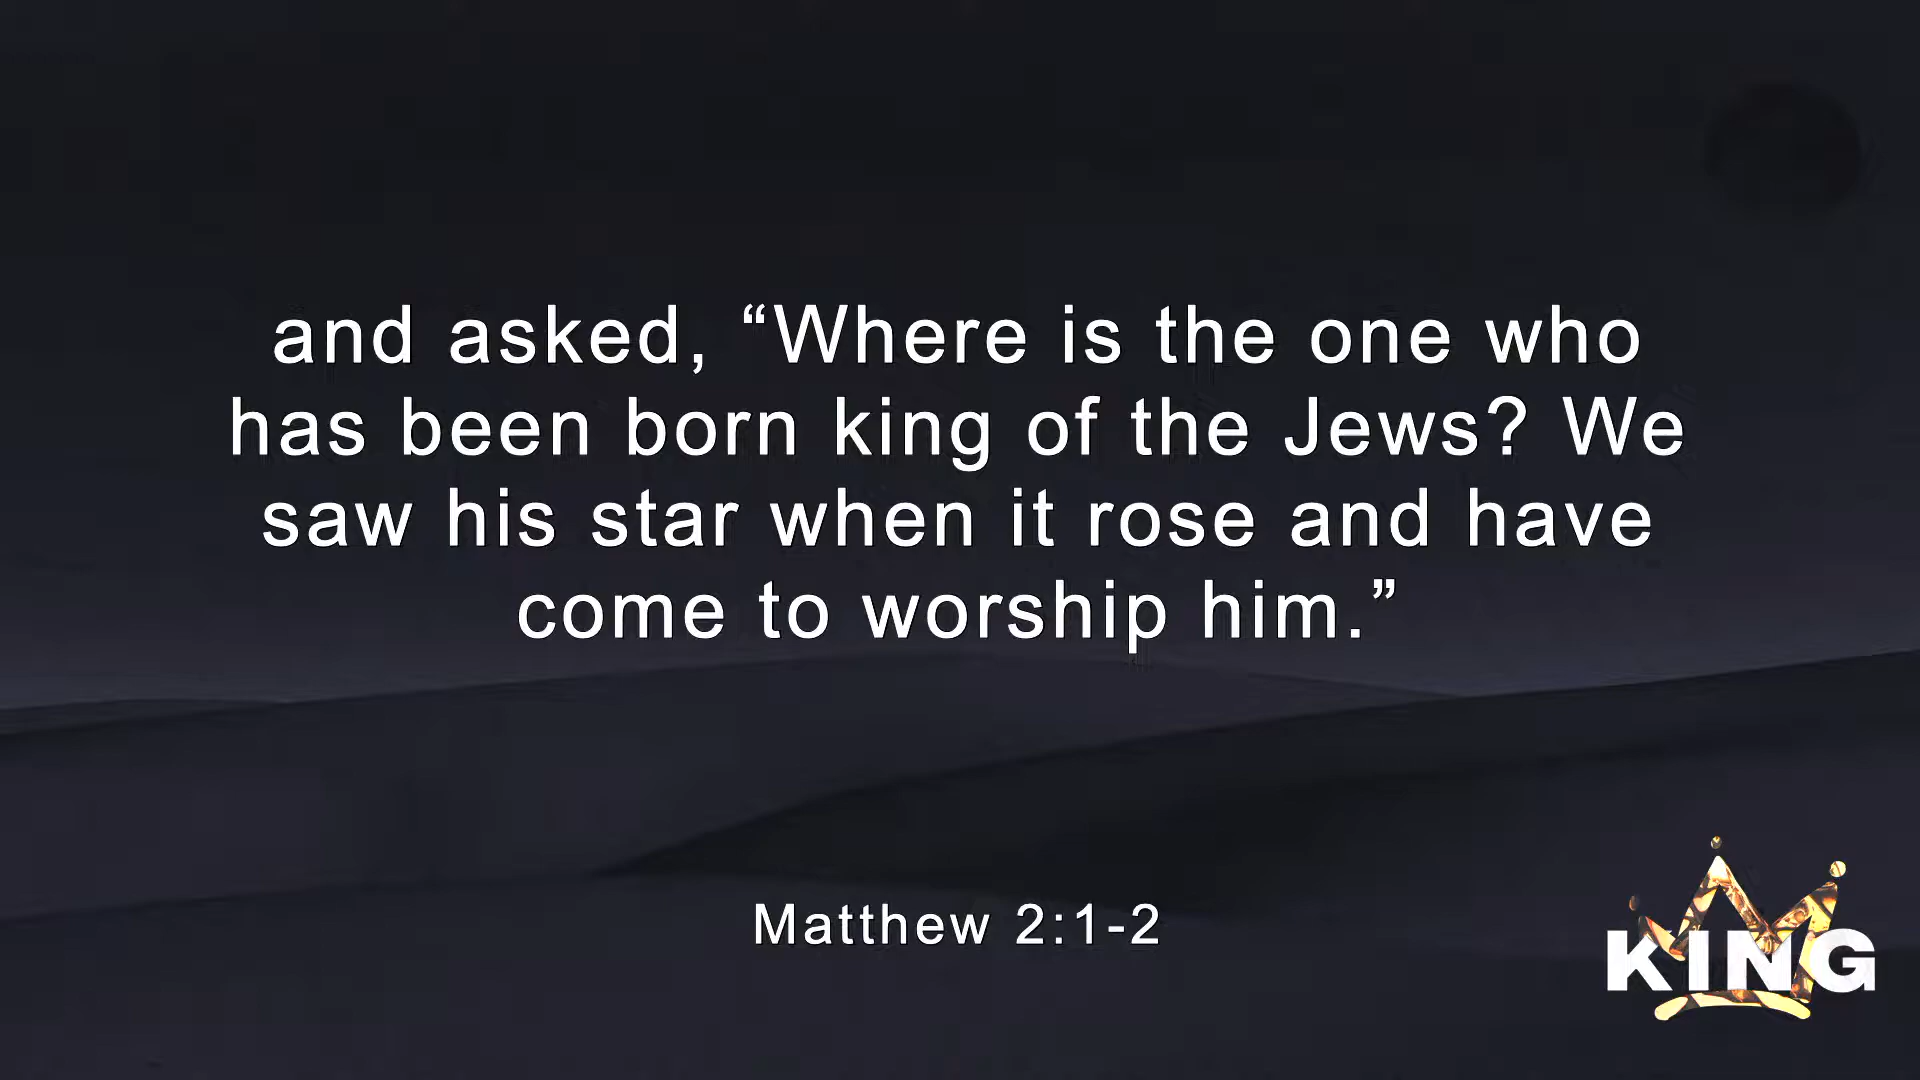 and asked, “Where is the one who
has been born king of the Jews? We
saw his star when it rose and have
come to worship him.”
Matthew 2:1-2
KING